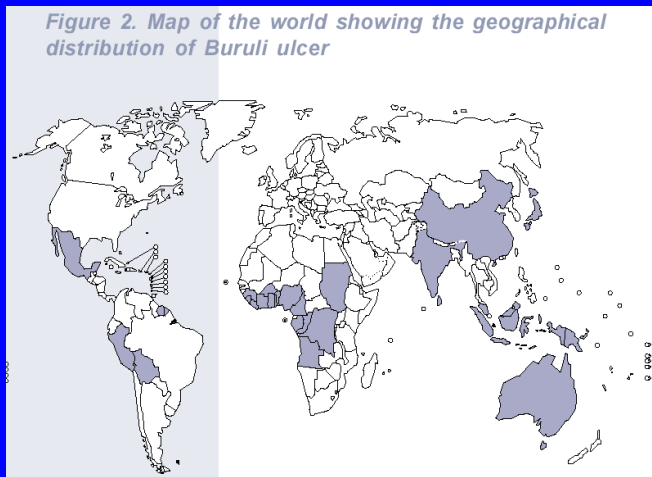 Figure 2. Map of the world showing the geographical
distribution of Buruli ulcer